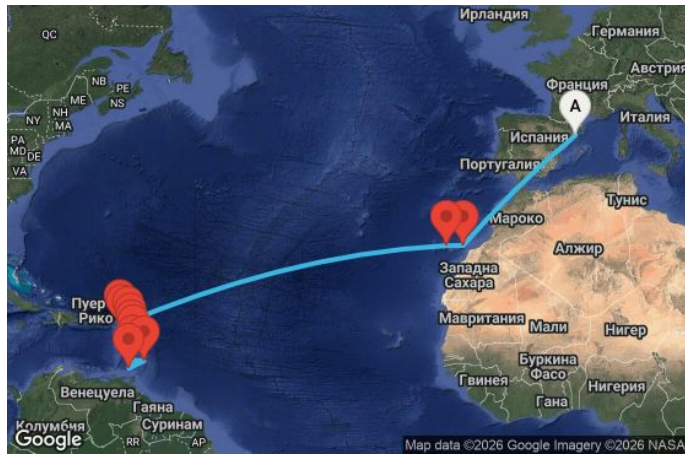 QC
NB
PE
ME
NS
NH
NY
MA
PA
MD
DE
VA
Ирландия
Германия
Австрия
Франция
A
Италия
Испания
Португалия
Тунис
Мароко
Алжир
Западна
Сахара
Пуер
Рико
Мавритания
Мали
Нигер
Буркина
Фасо
Гвинея
Нигерия
Гана
Венецуела
Гаяна
Колумбия
Суринам
RR
AP
Google
Map data ©2026 Google Imagery ©2026 NASA